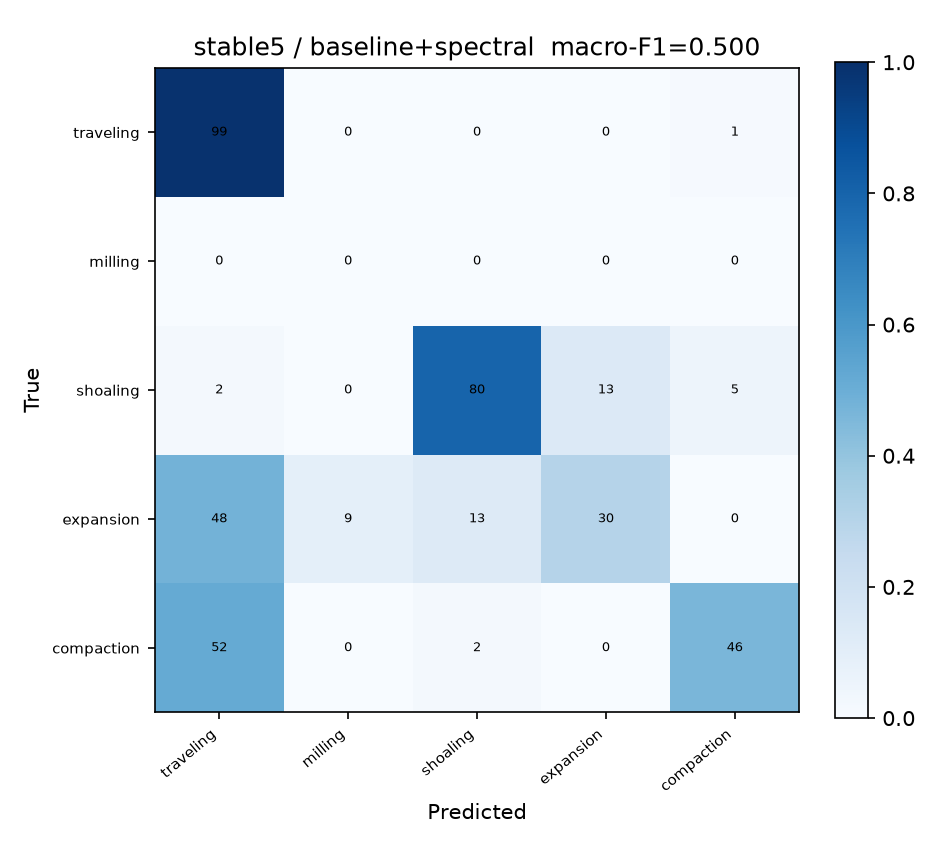 stable5 / baseline+spectral  macro-F1=0.500
True
traveling 99 0 0 0 1
milling 0 0 0 0 0
shoaling 2 0 80 13 5
expansion 48 9 13 30 0
compaction 52 0 2 0 46
traveling milling shoaling expansion compaction
Predicted
1.0
0.8
0.6
0.4
0.2
0.0